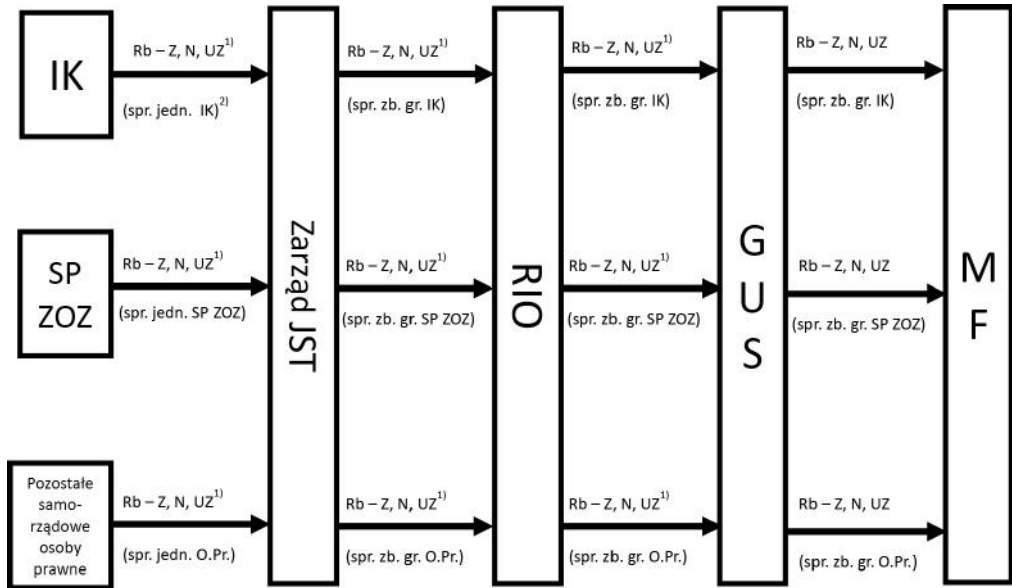 IK
Rb – Z, N, UZ¹⁾
(spr. jedn. IK)²⁾
Rb – Z, N, UZ¹⁾
(spr. zb. gr. IK)
Rb – Z, N, UZ¹⁾
(spr. zb. gr. IK)
Rb – Z, N, UZ
(spr. zb. gr. IK)
Zarząd JST
RIO
G
U
S
M
F
SP
ZOZ
Rb – Z, N, UZ¹⁾
(spr. jedn. SP ZOZ)
Rb – Z, N, UZ¹⁾
(spr. zb. gr. SP ZOZ)
Rb – Z, N, UZ¹⁾
(spr. zb. gr. SP ZOZ)
Rb – Z, N, UZ
(spr. zb. gr. SP ZOZ)
Pozostałe
samo-
rządowe
osoby
prawne
Rb – Z, N, UZ¹⁾
(spr. jedn. O.Pr.)
Rb – Z, N, UZ¹⁾
(spr. zb. gr. O.Pr.)
Rb – Z, N, UZ¹⁾
(spr. zb. gr. O.Pr.)
Rb – Z, N, UZ
(spr. zb. gr. O.Pr.)